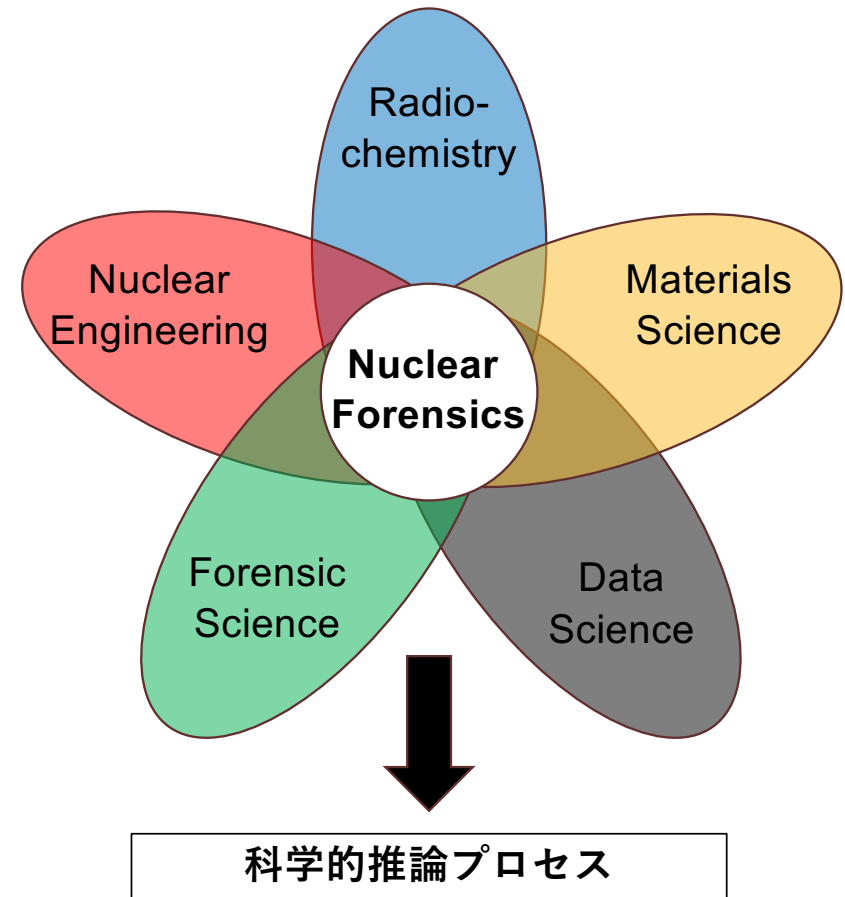 Radio-
chemistry
Nuclear
Engineering
Materials
Science
Nuclear
Forensics
Forensic
Science
Data
Science
科学的推論プロセス